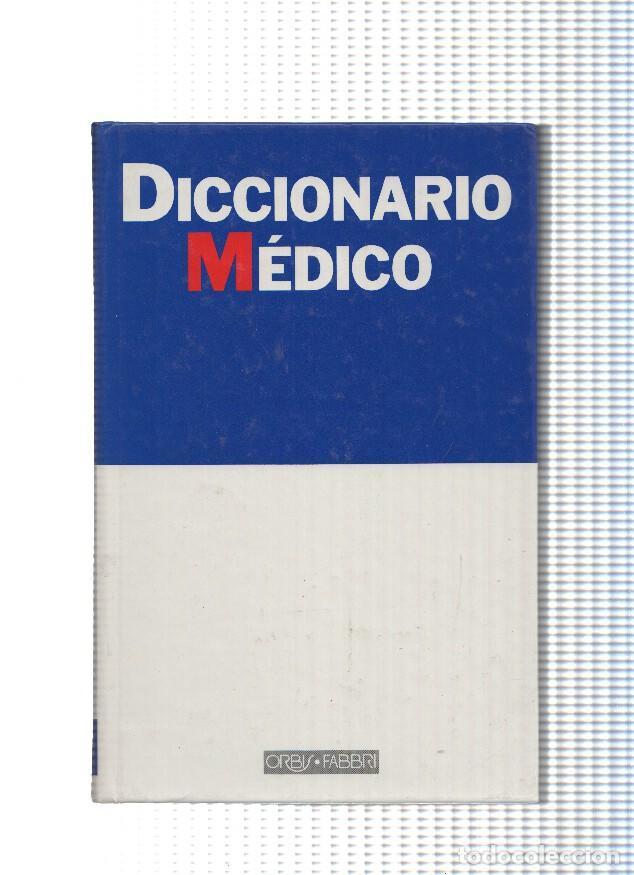 DICCIONARIO
MÉDICO
ORBIS•FABBRI
todocoleccion